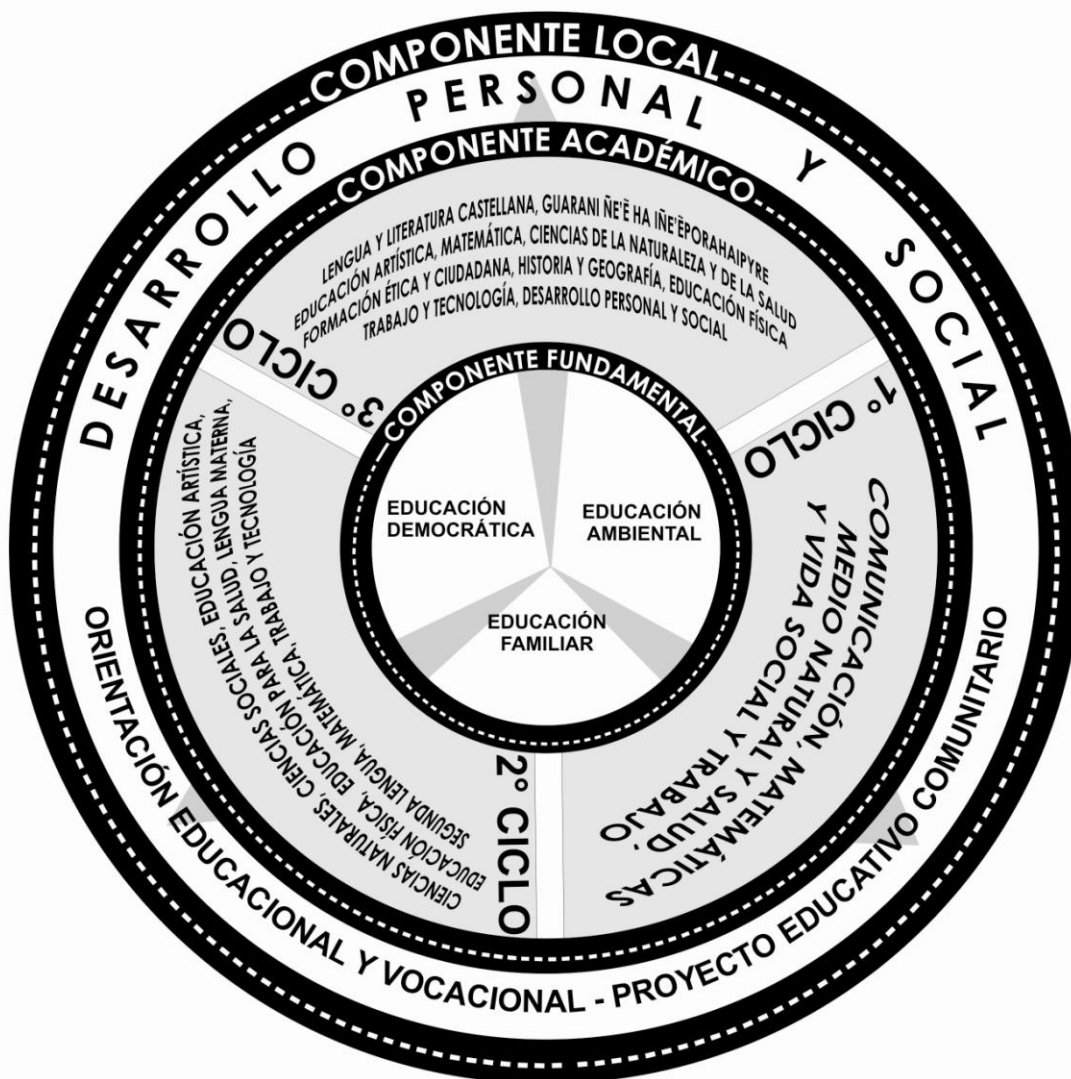 COMPONENTE LOCAL
DESARROLLO PERSONAL Y SOCIAL
COMPONENTE ACADÉMICO
LENGUA Y LITERATURA CASTELLANA, GUARANI ÑE'Ẽ HA IÑE'ẼPORAHAIPYRE
EDUCACIÓN ARTÍSTICA, MATEMÁTICA, CIENCIAS DE LA NATURALEZA Y DE LA SALUD
FORMACIÓN ÉTICA Y CIUDADANA, HISTORIA Y GEOGRAFÍA, EDUCACIÓN FÍSICA
TRABAJO Y TECNOLOGÍA, DESARROLLO PERSONAL Y SOCIAL
3° CICLO
1° CICLO
COMUNICACIÓN, MATEMÁTICAS
MEDIO NATURAL Y SALUD,
Y VIDA SOCIAL Y TRABAJO
2° CICLO
CIENCIAS NATURALES, CIENCIAS SOCIALES, EDUCACIÓN ARTÍSTICA,
EDUCACIÓN FÍSICA, EDUCACIÓN PARA LA SALUD, LENGUA MATERNA,
SEGUNDA LENGUA, MATEMÁTICA, TRABAJO Y TECNOLOGÍA
COMPONENTE FUNDAMENTAL
EDUCACIÓN
DEMOCRÁTICA
EDUCACIÓN
AMBIENTAL
EDUCACIÓN
FAMILIAR
ORIENTACIÓN EDUCACIONAL Y VOCACIONAL - PROYECTO EDUCATIVO COMUNITARIO